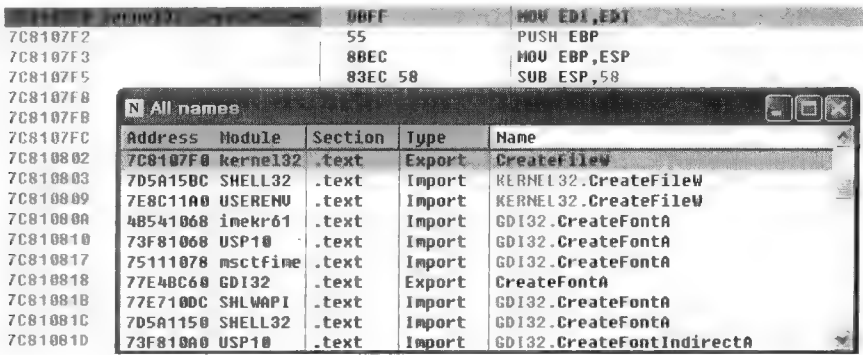 MOV EDI,EDI
7C8107F2 55 PUSH EBP
7C8107F3 8BEC MOV EBP,ESP
7C8107F5 83EC 58 SUB ESP,58
7C8107F8
7C8107FB
7C8107FC
7C810802
7C810803
7C810809
7C81080A
7C810810
7C810817
7C810818
7C81081B
7C81081C
7C81081D
N All names
Address Module Section Type Name
7C8107F0 kernel32 .text Export CreateFileW
7D5A15BC SHELL32 .text Import KERNEL32.CreateFileW
7E8C11A0 USERENV .text Import KERNEL32.CreateFileW
4B541068 imekr61 .text Import GDI32.CreateFontA
73F81068 USP10 .text Import GDI32.CreateFontA
75111078 msctfime .text Import GDI32.CreateFontA
77E4BC60 GDI32 .text Export CreateFontA
77E710DC SHLWAPI .text Import GDI32.CreateFontA
7D5A1150 SHELL32 .text Import GDI32.CreateFontA
73F810A0 USP10 .text Import GDI32.CreateFontIndirectA